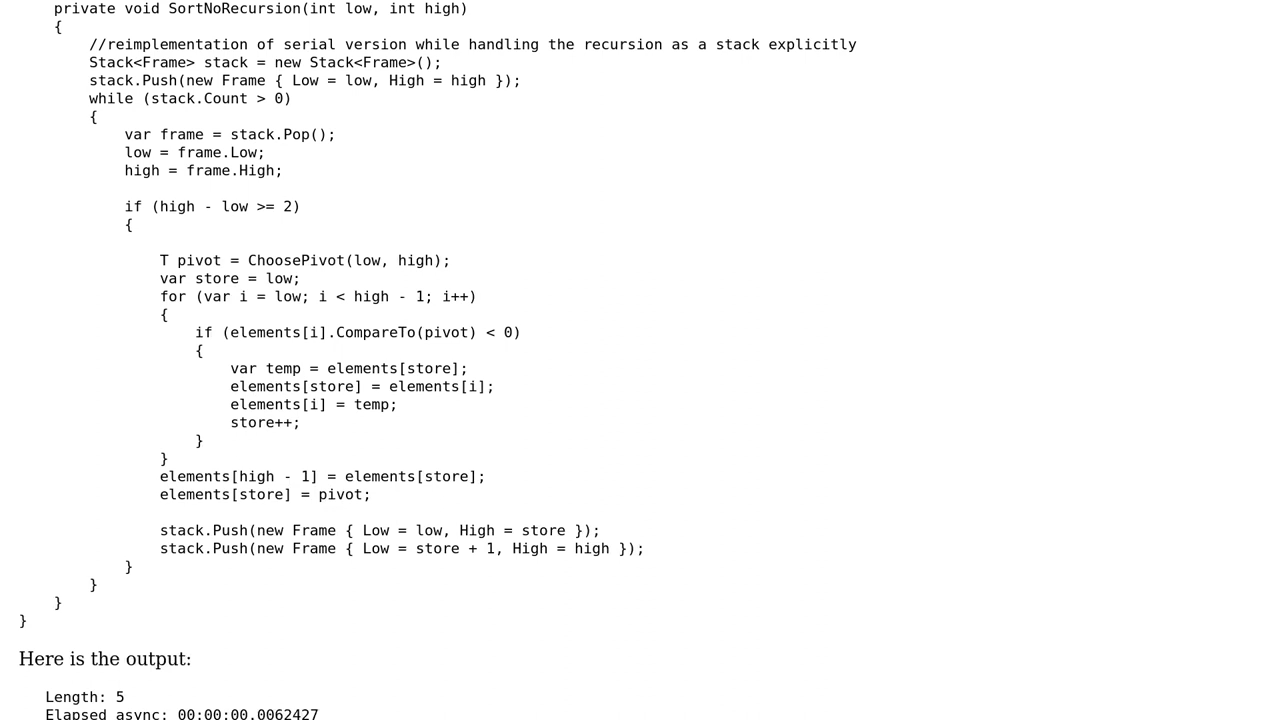 private void SortNoRecursion(int low, int high)
{
//reimplementation of serial version while handling the recursion as a stack explicitly
Stack<Frame> stack = new Stack<Frame>();
stack.Push(new Frame { Low = low, High = high });
while (stack.Count > 0)
{
var frame = stack.Pop();
low = frame.Low;
high = frame.High;
if (high - low >= 2)
{
T pivot = ChoosePivot(low, high);
var store = low;
for (var i = low; i < high - 1; i++)
{
if (elements[i].CompareTo(pivot) < 0)
{
var temp = elements[store];
elements[store] = elements[i];
elements[i] = temp;
store++;
}
}
elements[high - 1] = elements[store];
elements[store] = pivot;
stack.Push(new Frame { Low = low, High = store });
stack.Push(new Frame { Low = store + 1, High = high });
}
}
}
}
Here is the output:
Length: 5
Elapsed async: 00:00:00.0062427